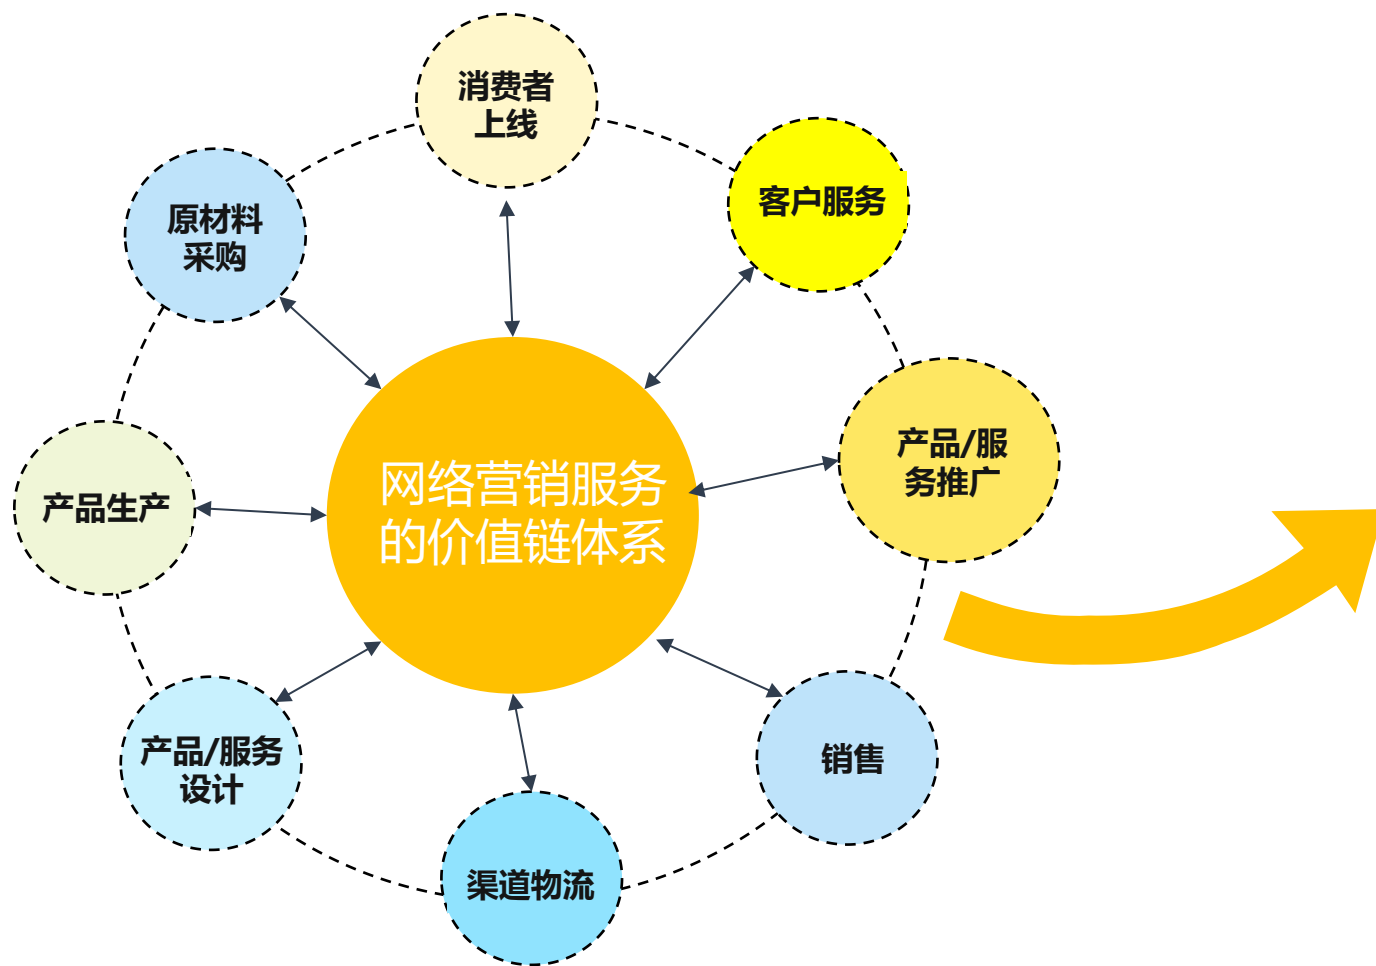 消费者
上线
客户服务
原材料
采购
产品/服
务推广
网络营销服务
的价值链体系
产品生产
产品/服务
设计
销售
渠道物流